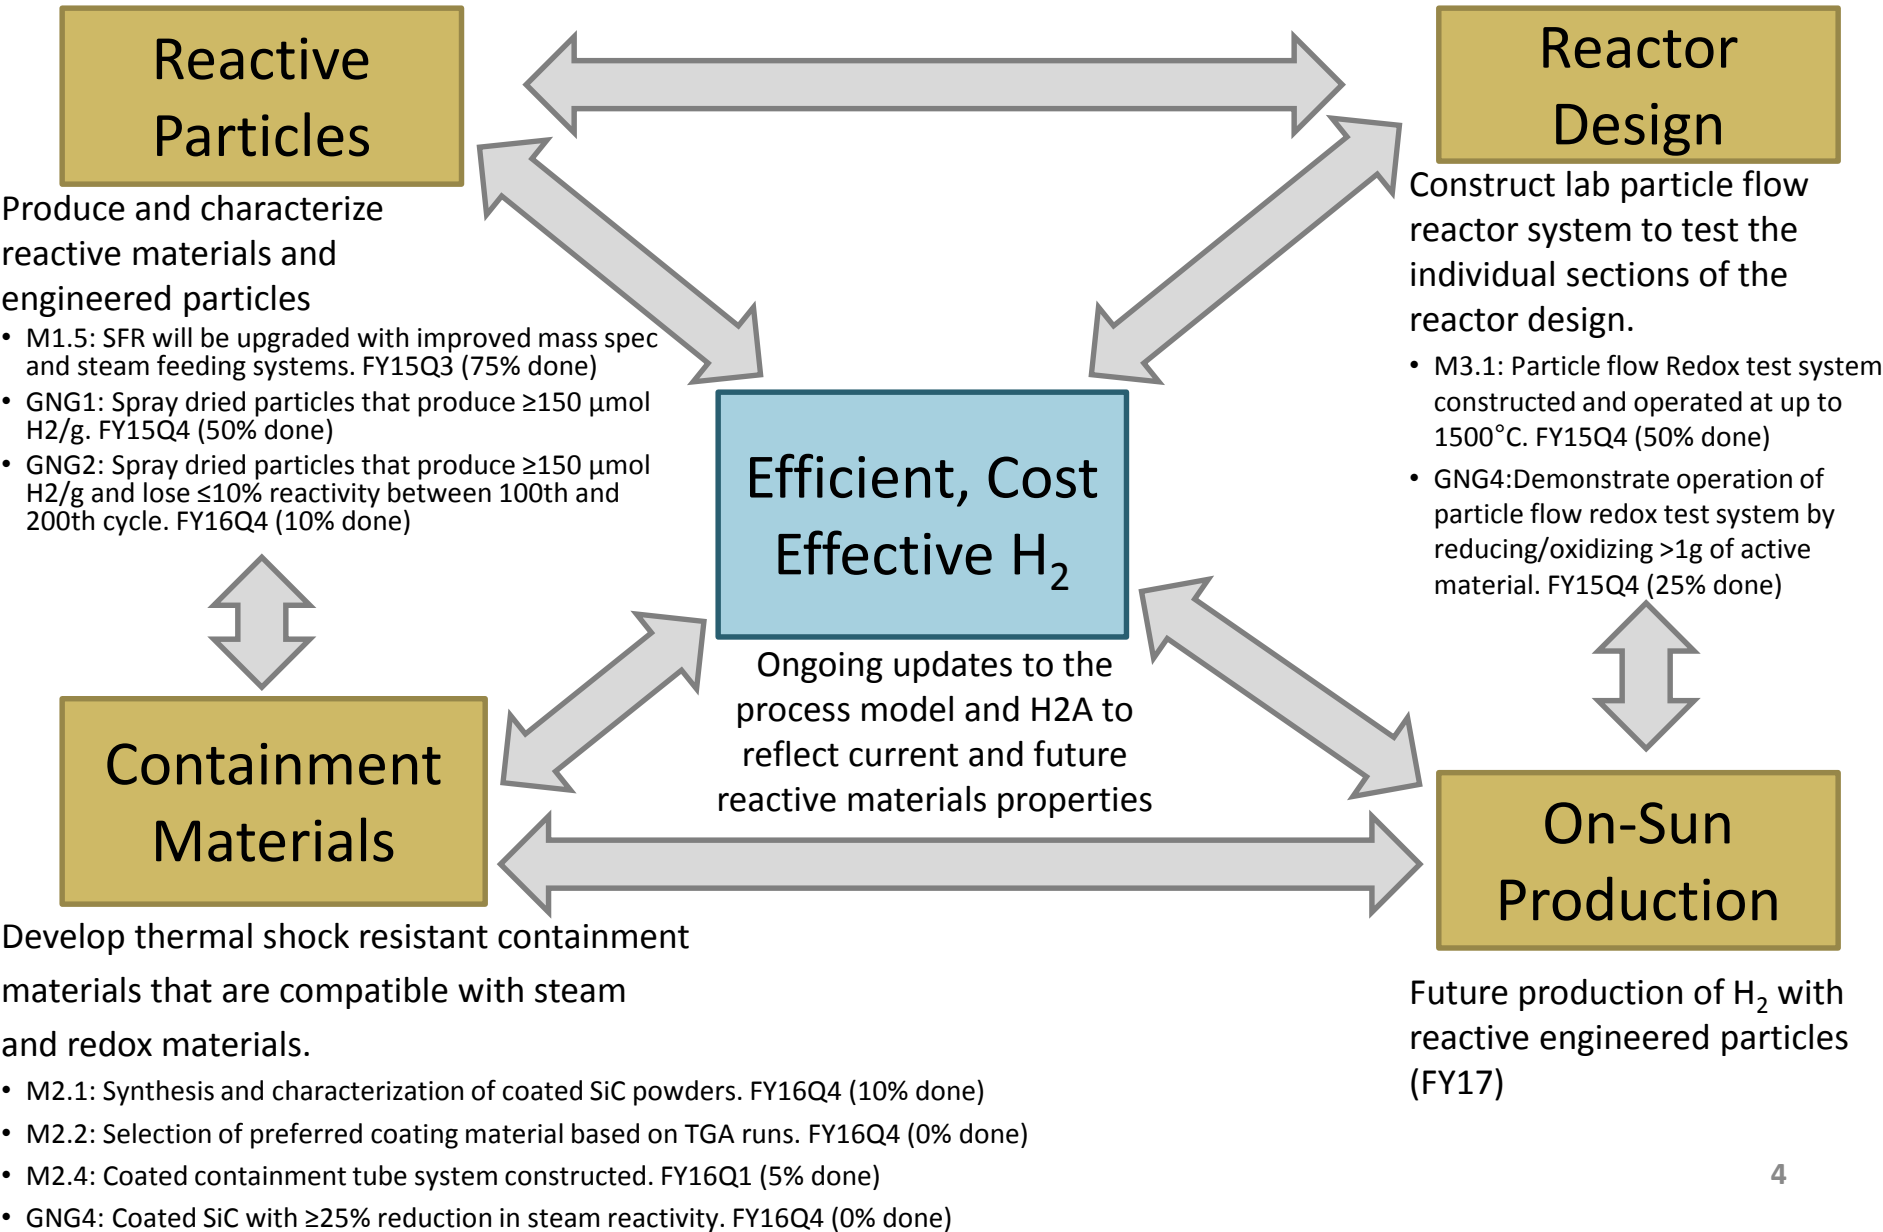 Reactive
Particles
Produce and characterize
reactive materials and
engineered particles
• M1.5: SFR will be upgraded with improved mass spec
and steam feeding systems. FY15Q3 (75% done)
• GNG1: Spray dried particles that produce ≥150 µmol
H2/g. FY15Q4 (50% done)
• GNG2: Spray dried particles that produce ≥150 µmol
H2/g and lose ≤10% reactivity between 100th and
200th cycle. FY16Q4 (10% done)
Reactor
Design
Construct lab particle flow
reactor system to test the
individual sections of the
reactor design.
• M3.1: Particle flow Redox test system
constructed and operated at up to
1500°C. FY15Q4 (50% done)
• GNG4:Demonstrate operation of
particle flow redox test system by
reducing/oxidizing >1g of active
material. FY15Q4 (25% done)
Efficient, Cost
Effective H₂
Ongoing updates to the
process model and H2A to
reflect current and future
reactive materials properties
Containment
Materials
Develop thermal shock resistant containment
materials that are compatible with steam
and redox materials.
• M2.1: Synthesis and characterization of coated SiC powders. FY16Q4 (10% done)
• M2.2: Selection of preferred coating material based on TGA runs. FY16Q4 (0% done)
• M2.4: Coated containment tube system constructed. FY16Q1 (5% done)
• GNG4: Coated SiC with ≥25% reduction in steam reactivity. FY16Q4 (0% done)
On-Sun
Production
Future production of H₂ with
reactive engineered particles
(FY17)
4